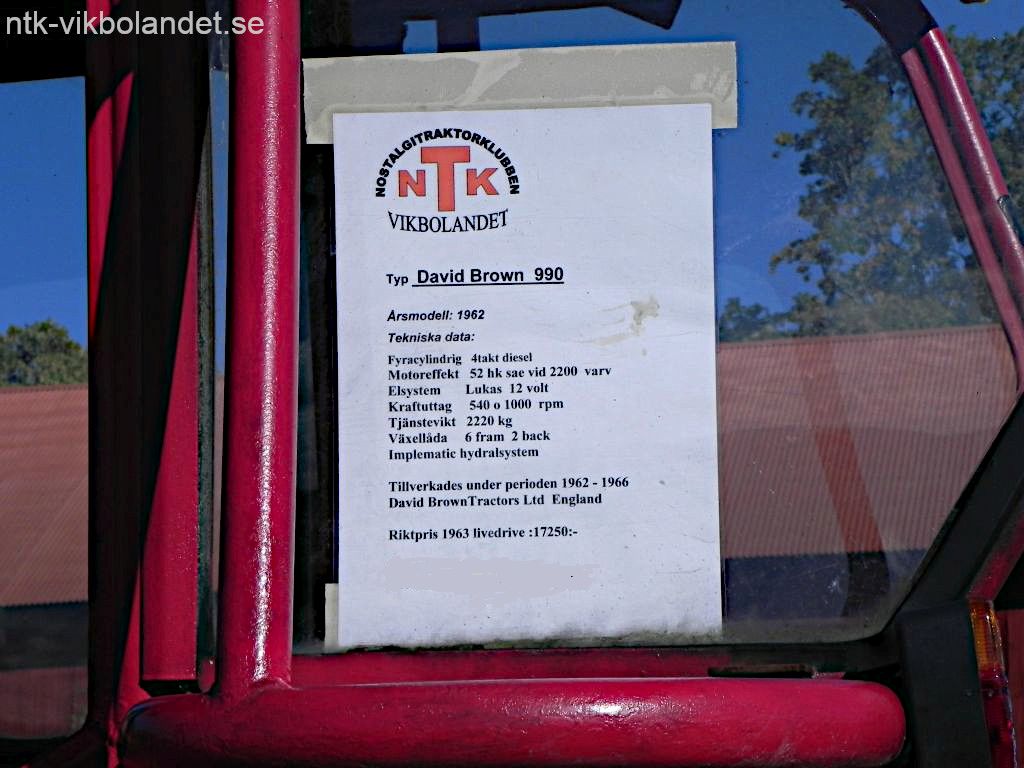 ntk-vikbolandet.se
NOSTALGITRAKTORKLUBBEN
NTK
VIKBOLANDET
Typ David Brown 990
Årsmodell: 1962
Tekniska data:
Fyracylindrig 4takt diesel
Motoreffekt 52 hk sae vid 2200 varv
Elsystem Lukas 12 volt
Kraftuttag 540 o 1000 rpm
Tjänstevikt 2220 kg
Växellåda 6 fram 2 back
Implematic hydralsystem
Tillverkades under perioden 1962 - 1966
David BrownTractors Ltd England
Riktpris 1963 livedrive :17250:-